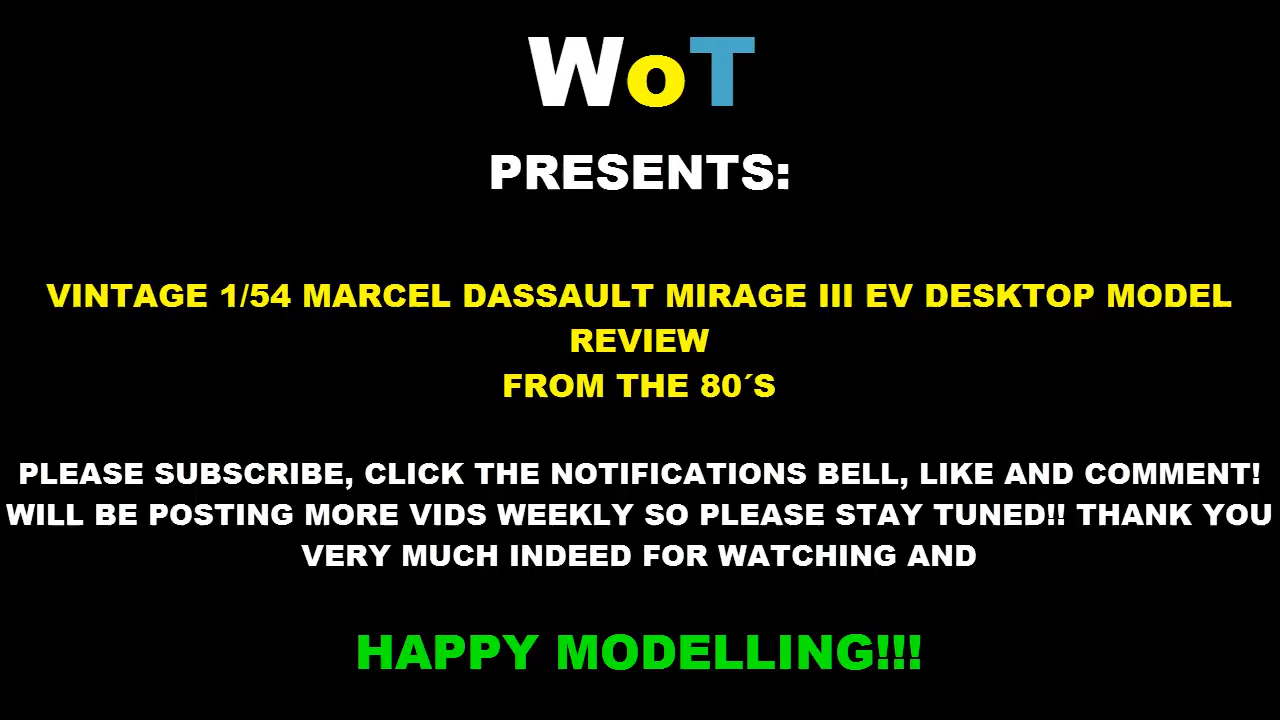 WoT
PRESENTS:
VINTAGE 1/54 MARCEL DASSAULT MIRAGE III EV DESKTOP MODEL
REVIEW
FROM THE 80´S
PLEASE SUBSCRIBE, CLICK THE NOTIFICATIONS BELL, LIKE AND COMMENT!
WILL BE POSTING MORE VIDS WEEKLY SO PLEASE STAY TUNED!! THANK YOU
VERY MUCH INDEED FOR WATCHING AND
HAPPY MODELLING!!!